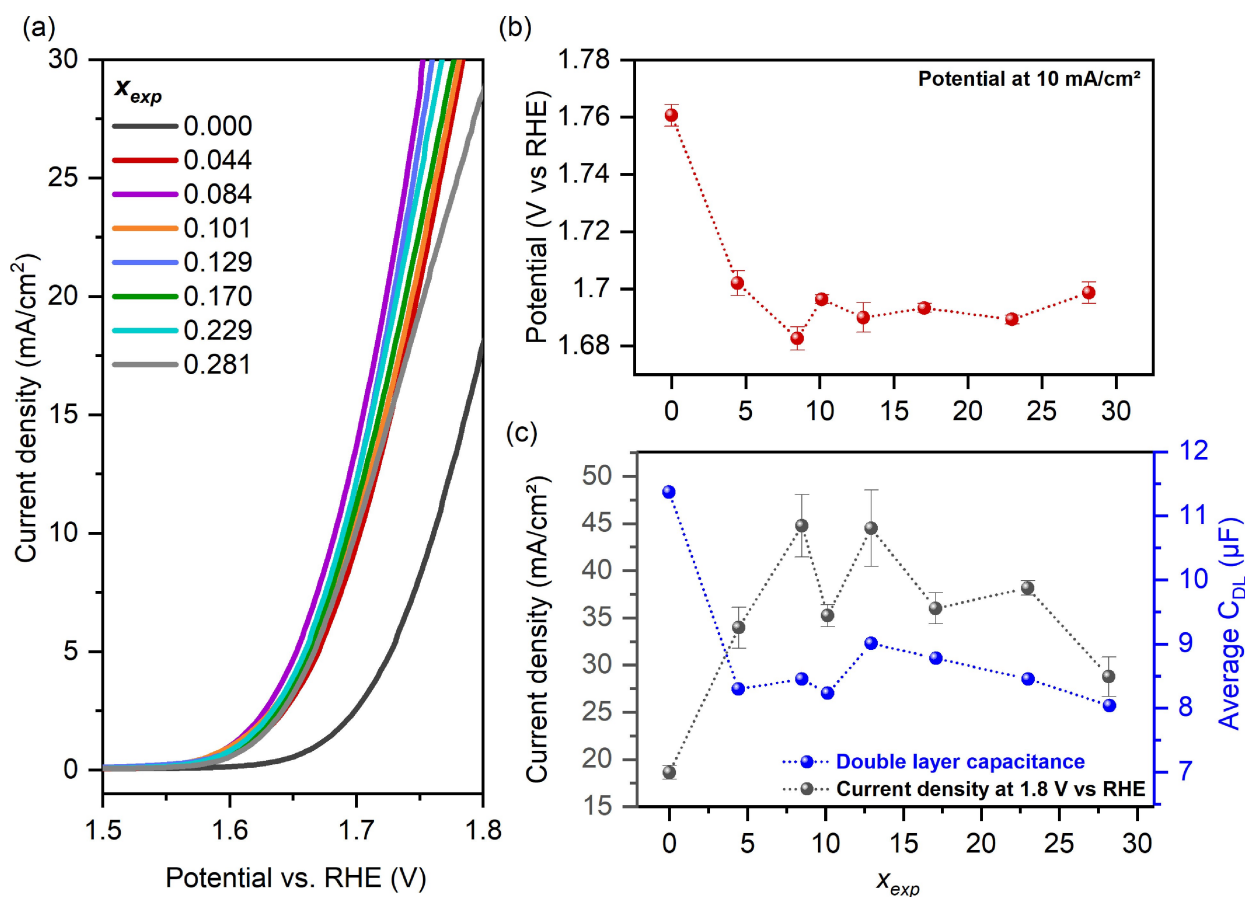 (a)
Current density (mA/cm²)
30
25
20
15
10
5
0
x_exp
0.000
0.044
0.084
0.101
0.129
0.170
0.229
0.281
1.5 1.6 1.7 1.8
Potential vs. RHE (V)
(b)
Potential (V vs RHE)
1.78
1.76
1.74
1.72
1.7
1.68
Potential at 10 mA/cm²
0 5 10 15 20 25 30
(c)
Current density (mA/cm²)
50
45
40
35
30
25
20
15
Double layer capacitance
Current density at 1.8 V vs RHE
12
11
10
9
8
7
Average C_DL (µF)
0 5 10 15 20 25 30
x_exp